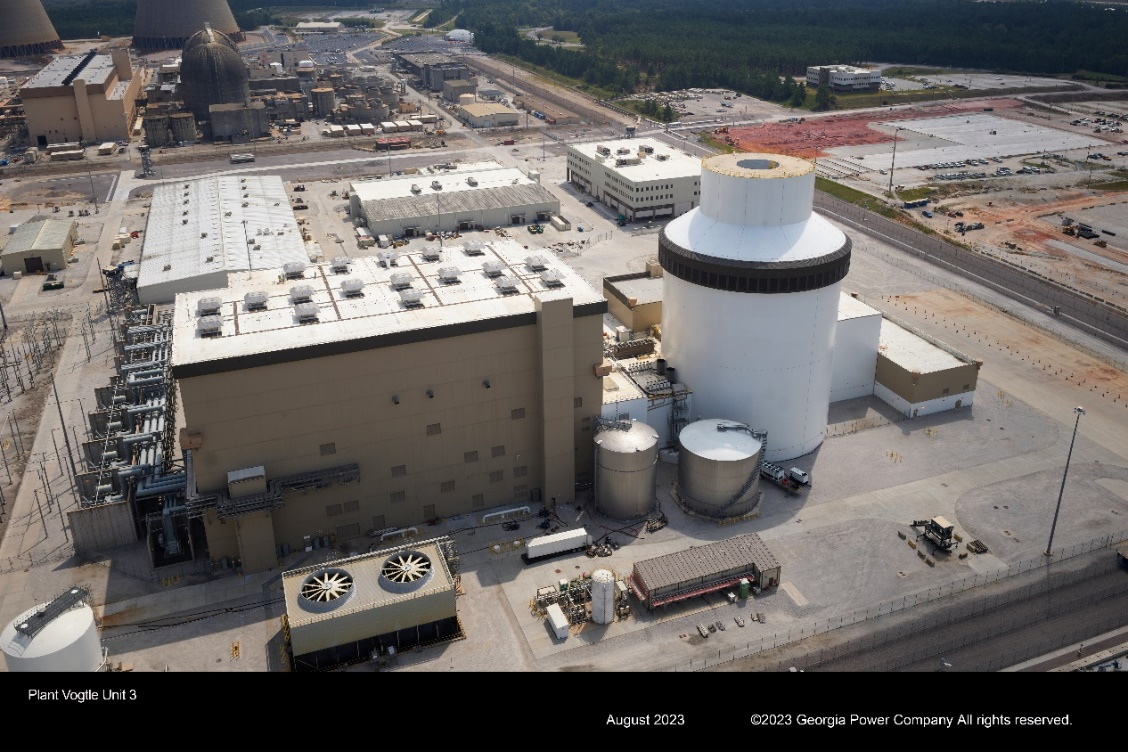 Plant Vogtle Unit 3
August 2023
©2023 Georgia Power Company All rights reserved.